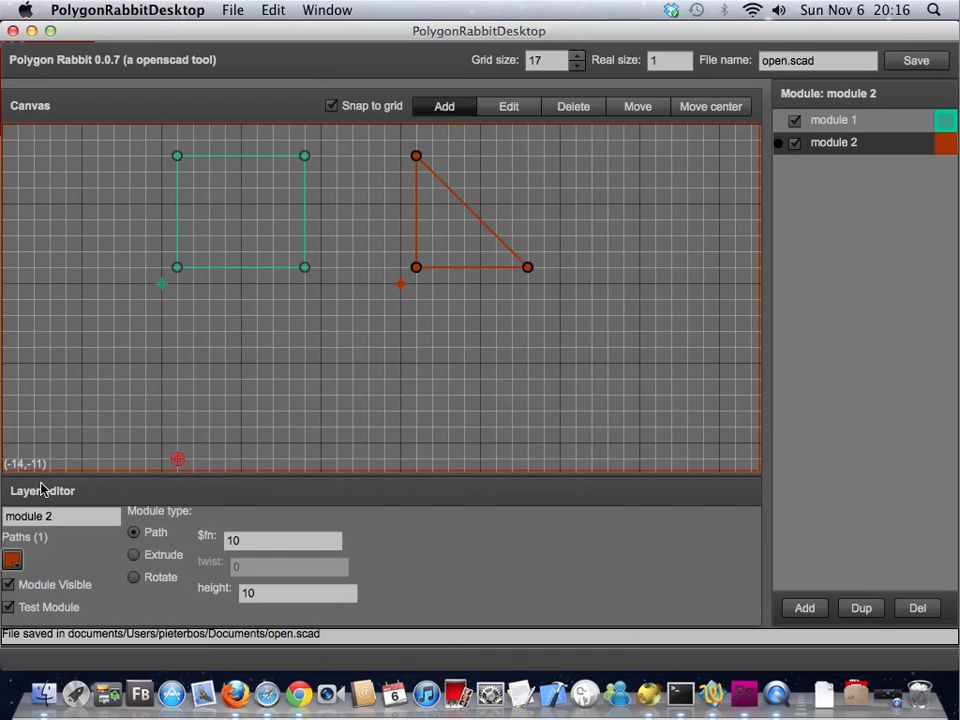 PolygonRabbitDesktop File Edit Window Sun Nov 6 20:16
PolygonRabbitDesktop
Polygon Rabbit 0.0.7 (a openscad tool) Grid size: 17 Real size: 1 File name: open.scad Save
Canvas Snap to grid Add Edit Delete Move Move center
Module: module 2
module 1
module 2
(-14,-11)
Layer Editor
module 2
Paths (1)
Module Visible
Test Module
Module type:
Path
Extrude
Rotate
$fn: 10
twist: 0
height: 10
Add Dup Del
File saved in documents/Users/pieterbos/Documents/open.scad
FB
6